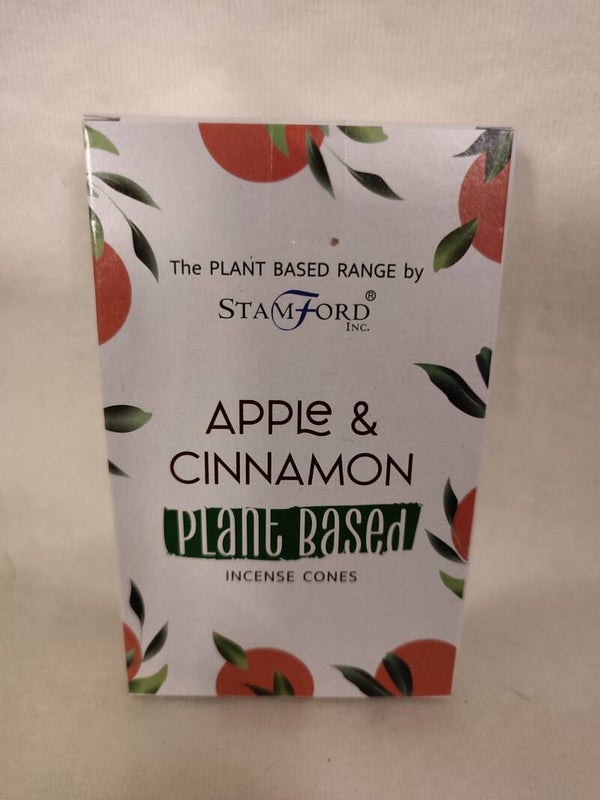 The PLANT BASED RANGE by
STAMFORD®
INC.
APPLe &
CINNAMON
PLant BaSed
INCENSE CONES